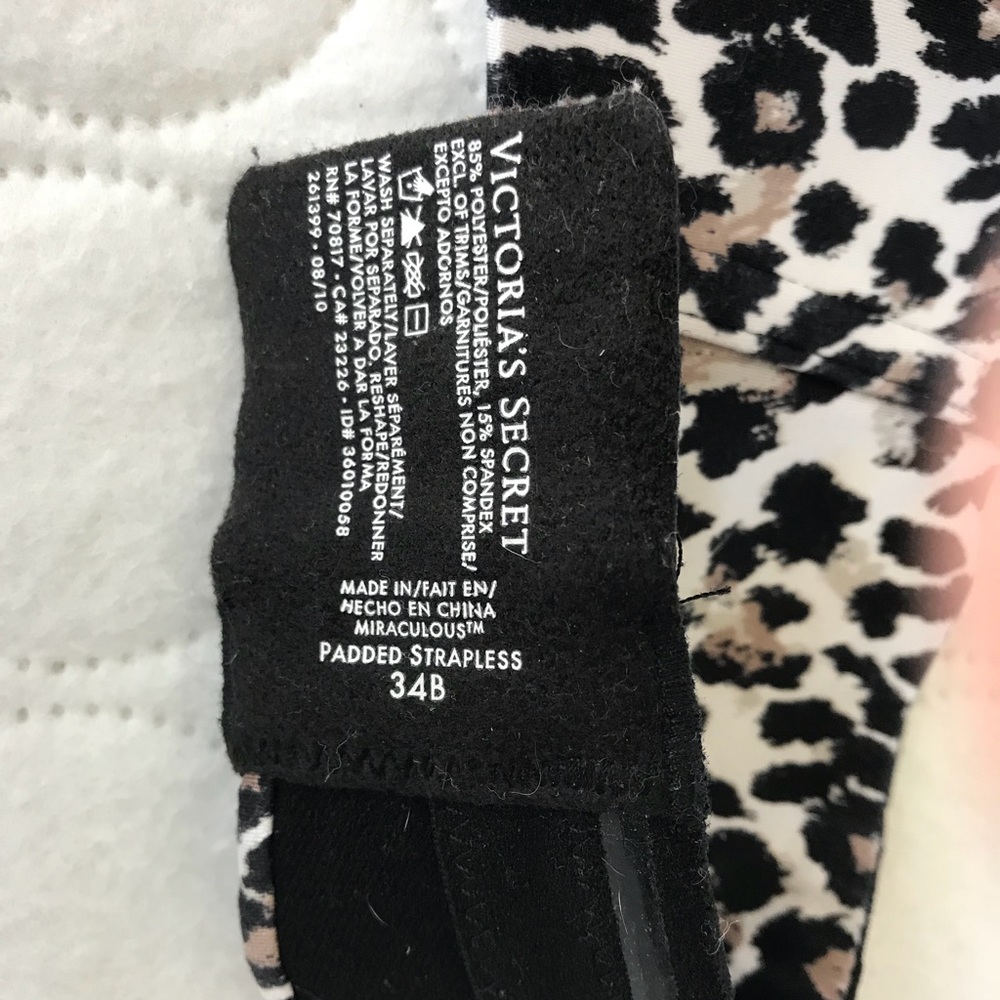 VICTORIA'S SECRET
85% POLYESTER/POLIÉSTER, 15% SPANDEX
EXCL. OF TRIMS/GARNITURES NON COMPRISE/
EXCEPTO ADORNOS
WASH SEPARATELY/LAVER SÉPARÉMENT/
LAVAR POR SEPARADO, RESHAPE/REDONNER
LA FORME/VOLVER A DAR LA FORMA
RN# 70817 • CA# 23226 • ID# 36010058
261399 • 08/10
MADE IN/FAIT EN/
HECHO EN CHINA
MIRACULOUS™
PADDED STRAPLESS
34B